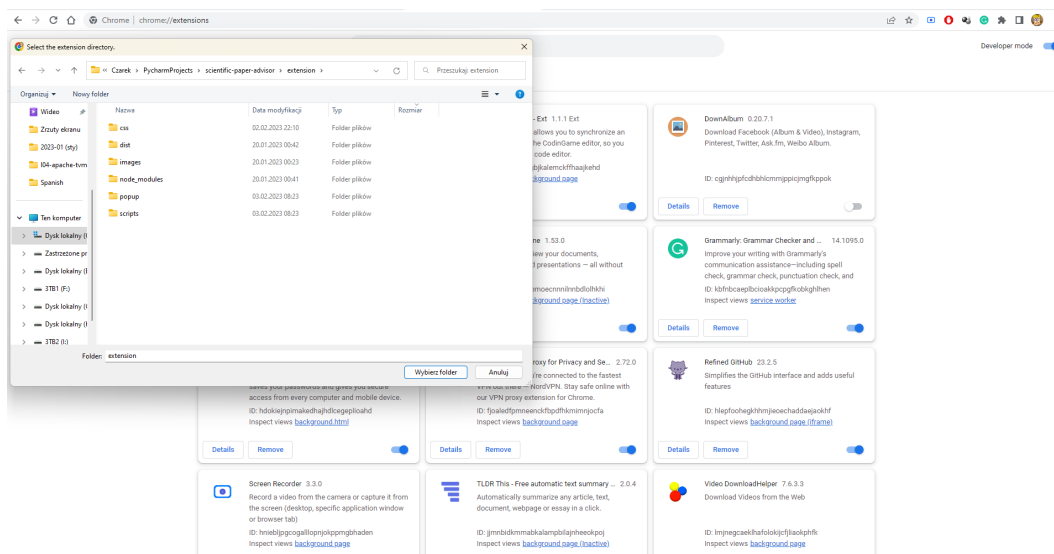 Chrome | chrome://extensions
Select the extension directory.
Developer mode
« Czarek › PycharmProjects › scientific-paper-advisor › extension ›
Przeszukaj: extension
Organizuj
Nowy folder
Wideo
Zrzuty ekranu
2023-01 (sty)
I04-apache-tvm
Spanish
Ten komputer
Dysk lokalny (
Zastrzeżone pr
Dysk lokalny (
3TB1 (F:)
Dysk lokalny (
Dysk lokalny (
3TB2 (I:)
Nazwa Data modyfikacji Typ Rozmiar
css 02.02.2023 22:10 Folder plików
dist 20.01.2023 00:42 Folder plików
images 20.01.2023 00:23 Folder plików
node_modules 20.01.2023 00:41 Folder plików
popup 03.02.2023 08:23 Folder plików
scripts 03.02.2023 08:23 Folder plików
Folder: extension
Wybierz folder
Anuluj
- Ext 1.1.1 Ext
allows you to synchronize an
he CodinGame editor, so you
code editor.
bjkalemckffhaajkehd
kground page
DownAlbum 0.20.7.1
Download Facebook (Album & Video), Instagram,
Pinterest, Twitter, Ask.fm, Weibo Album.
ID: cgjnhhjpfcdhbhlcmmjppicjmgfkppok
Details
Remove
ne 1.53.0
iew your documents,
d presentations — all without
moecnnnilnnbdlolhkhi
kground page (Inactive)
Grammarly: Grammar Checker and ... 14.1095.0
Improve your writing with Grammarly's
communication assistance—including spell
check, grammar check, punctuation check, and
ID: kbfnbcaeplbcioakkpcpgfkobkghlhen
Inspect views service worker
Details
Remove
saves your passwords and gives you secure
access from every computer and mobile device.
ID: hdokiejnpimakedhajhdlcegeplioahd
Inspect views background.html
Details
Remove
roxy for Privacy and Se... 2.72.0
're connected to the fastest
VPN out there — NordVPN. Stay safe online with
our VPN proxy extension for Chrome.
ID: fjoaledfpmneenckfbpdfhkmimnjocfa
Inspect views background page
Details
Remove
Refined GitHub 23.2.5
Simplifies the GitHub interface and adds useful
features
ID: hlepfoohegkhhmjieoechaddaejaokhf
Inspect views background page (Iframe)
Details
Remove
Screen Recorder 3.3.0
Record a video from the camera or capture it from
the screen (desktop, specific application window
or browser tab)
ID: hniebljpgcogalllopnjokppmgbhaden
Inspect views background page
TLDR This - Free automatic text summary ... 2.0.4
Automatically summarize any article, text,
document, webpage or essay in a click.
ID: jjmnbidkmmabkalampbilajnheeokpoj
Inspect views background page (Inactive)
Video DownloadHelper 7.6.3.3
Download Videos from the Web
ID: lmjnegcaeklhafolokijcfjliaokphfk
Inspect views background page